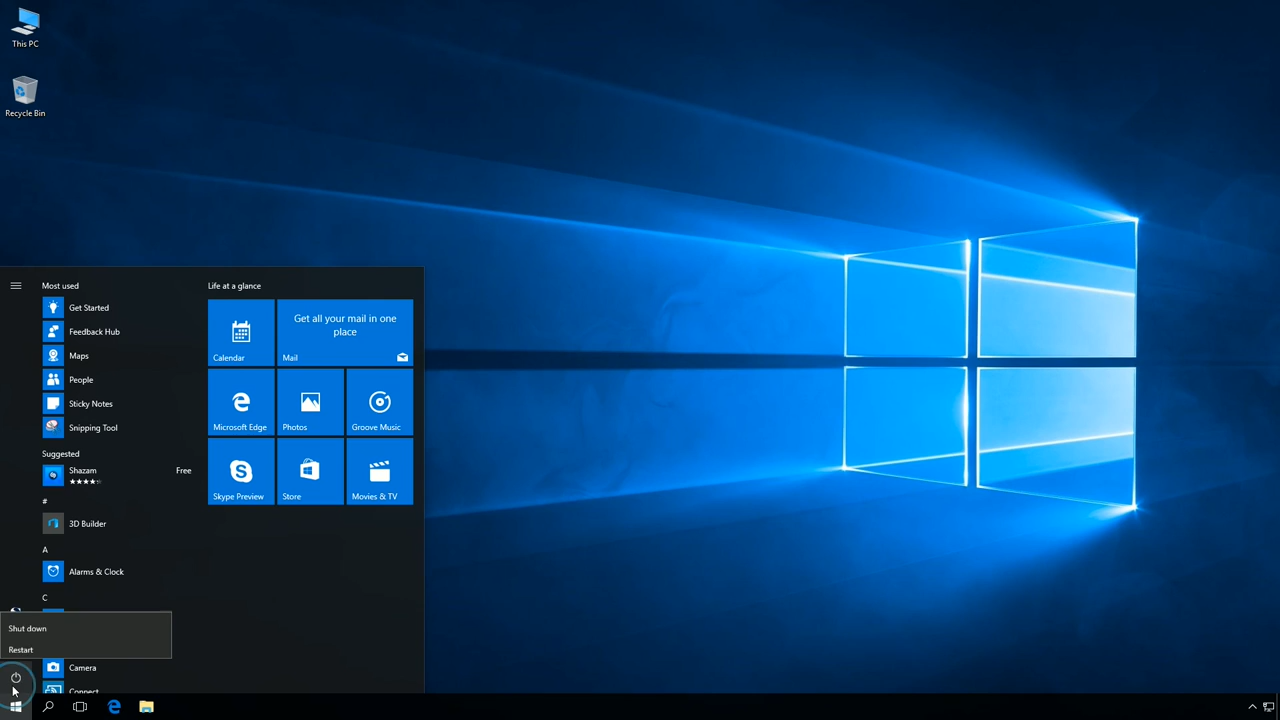 This PC
Recycle Bin
Most used
Get Started
Feedback Hub
Maps
People
Sticky Notes
Snipping Tool
Suggested
Shazam Free
#
3D Builder
A
Alarms & Clock
C
Camera
Connect
Shut down
Restart
Life at a glance
Calendar
Get all your mail in one
place
Mail
Microsoft Edge
Photos
Groove Music
Skype Preview
Store
Movies & TV